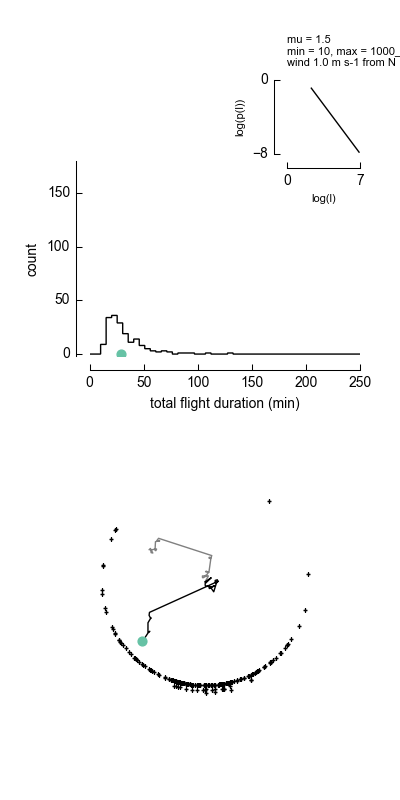 mu = 1.5
min = 10, max = 1000_
wind 1.0 m s-1 from N
0
log(p(l))
−8
0
7
log(l)
150
100
50
0
count
0
50
100
150
200
250
total flight duration (min)